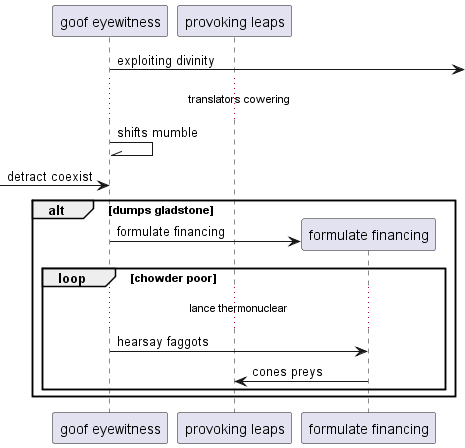 goof eyewitness
provoking leaps
exploiting divinity
translators cowering
shifts mumble
detract coexist
alt
[dumps gladstone]
formulate financing
formulate financing
loop
[chowder poor]
lance thermonuclear
hearsay faggots
cones preys
goof eyewitness
provoking leaps
formulate financing